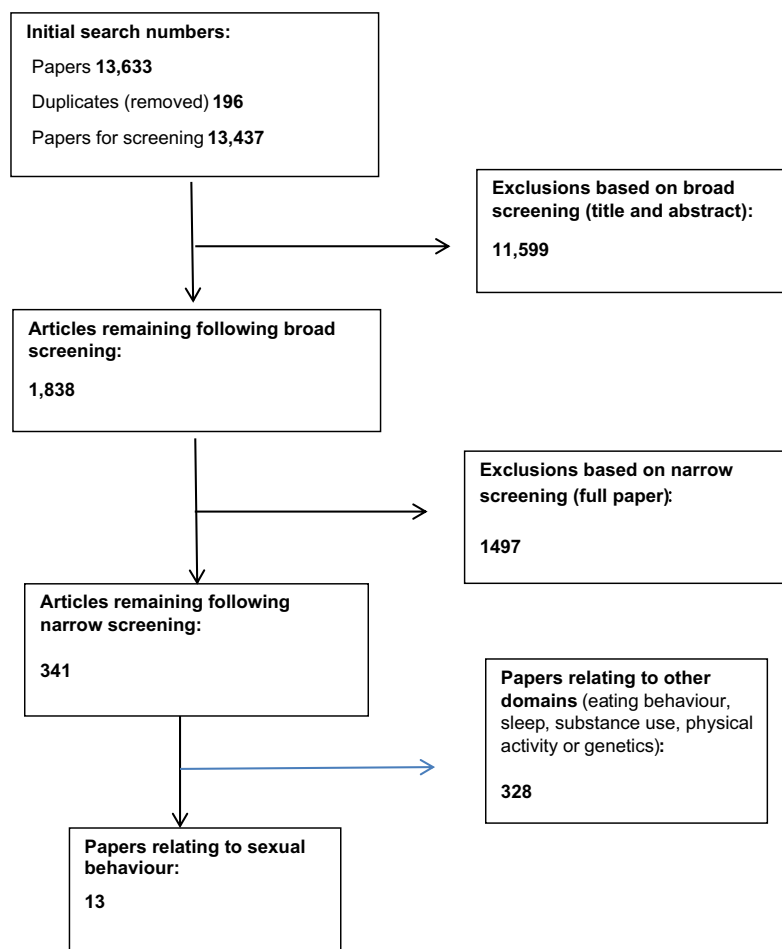 Initial search numbers:
Papers 13,633
Duplicates (removed) 196
Papers for screening 13,437
Exclusions based on broad
screening (title and abstract):
11,599
Articles remaining following broad
screening:
1,838
Exclusions based on narrow
screening (full paper):
1497
Articles remaining following
narrow screening:
341
Papers relating to other
domains (eating behaviour,
sleep, substance use, physical
activity or genetics):
328
Papers relating to sexual
behaviour:
13